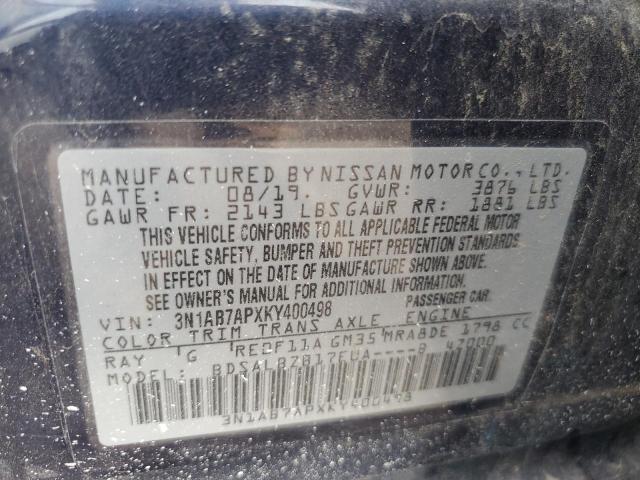 MANUFACTURED BY NISSAN MOTOR CO., LTD.
DATE: 08/19. GVWR: 3876 LBS
GAWR FR: 2143 LBS GAWR RR: 1881 LBS
THIS VEHICLE CONFORMS TO ALL APPLICABLE FEDERAL MOTOR
VEHICLE SAFETY, BUMPER AND THEFT PREVENTION STANDARDS
IN EFFECT ON THE DATE OF MANUFACTURE SHOWN ABOVE.
SEE OWNER'S MANUAL FOR ADDITIONAL INFORMATION.
VIN: 3N1AB7APXKY400498 PASSENGER CAR.
COLOR TRIM TRANS AXLE ENGINE
RAY G RE0F11A GM35 MRA8DE 1798 CC
MODEL BDSALBZB17EUA----B 47000
3N1AB7APXKY400498